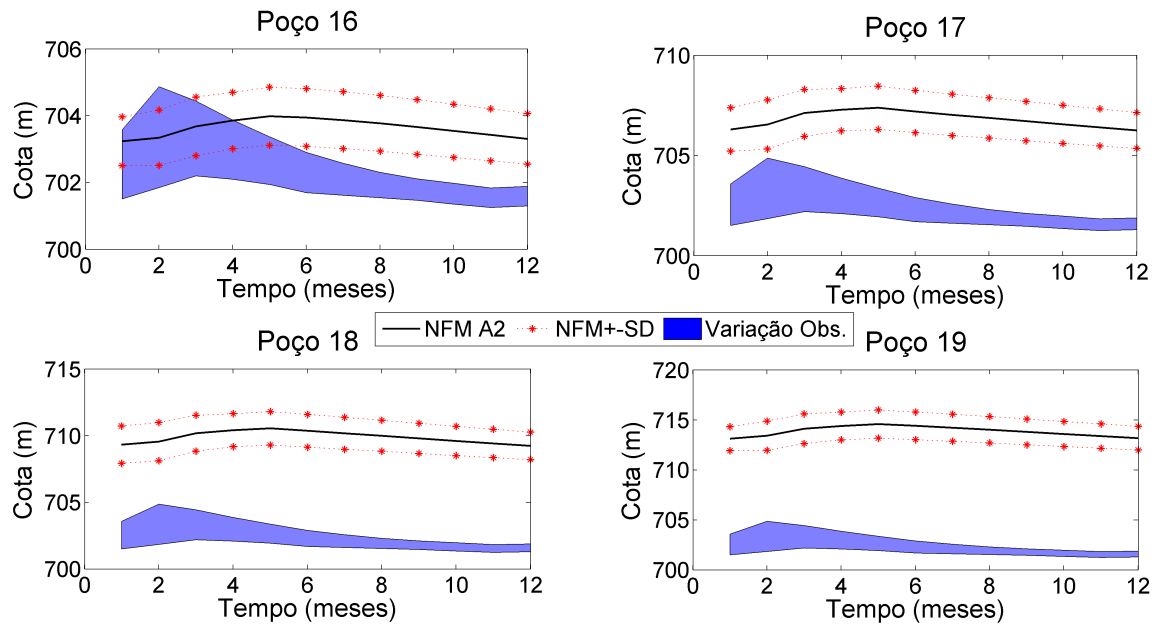 Poço 16
706
704
702
700
Cota (m)
0 2 4 6 8 10 12
Tempo (meses)
Poço 17
710
705
700
Cota (m)
0 2 4 6 8 10 12
Tempo (meses)
NFM A2 NFM+-SD Variação Obs.
Poço 18
715
710
705
700
Cota (m)
0 2 4 6 8 10 12
Tempo (meses)
Poço 19
720
715
710
705
700
Cota (m)
0 2 4 6 8 10 12
Tempo (meses)